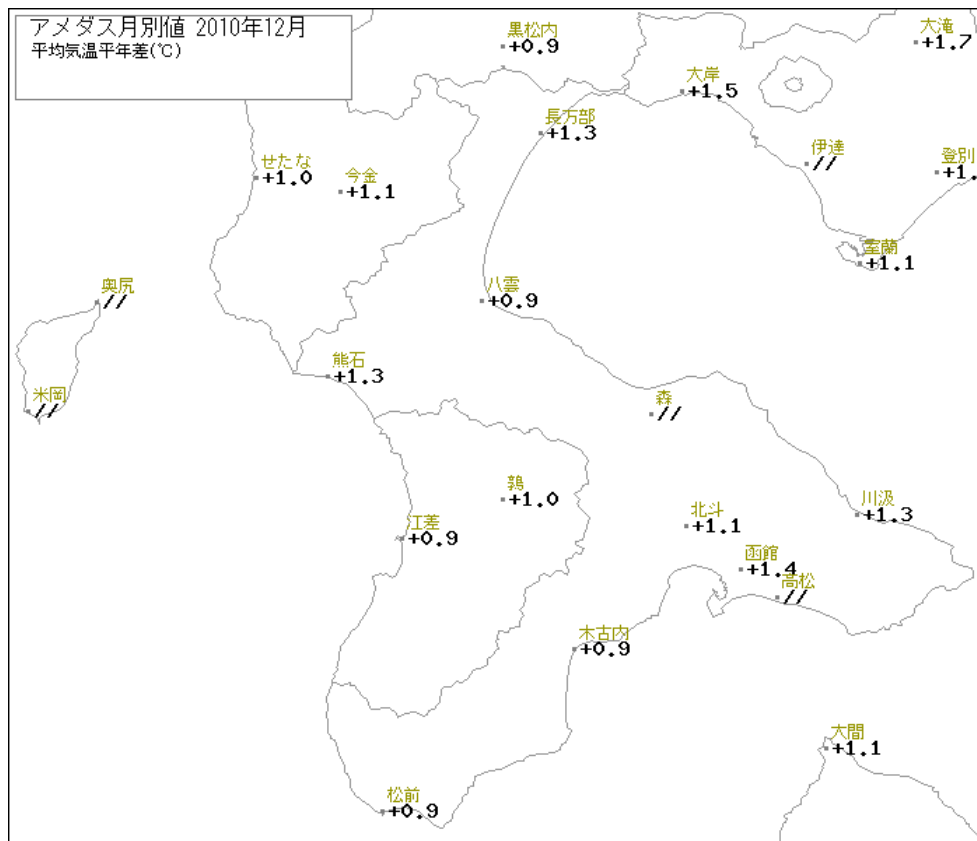 アメダス月別値 2010年12月
平均気温平年差(℃)
黒松内
+0.9
大滝
+1.7
大岸
+1.5
長万部
+1.3
伊達
//
登別
+1.
せたな
+1.0
今金
+1.1
室蘭
+1.1
奥尻
//
八雲
+0.9
熊石
+1.3
米岡
//
森
//
鶉
+1.0
川汲
+1.3
北斗
+1.1
江差
+0.9
函館
+1.4
高松
//
木古内
+0.9
大間
+1.1
松前
+0.9